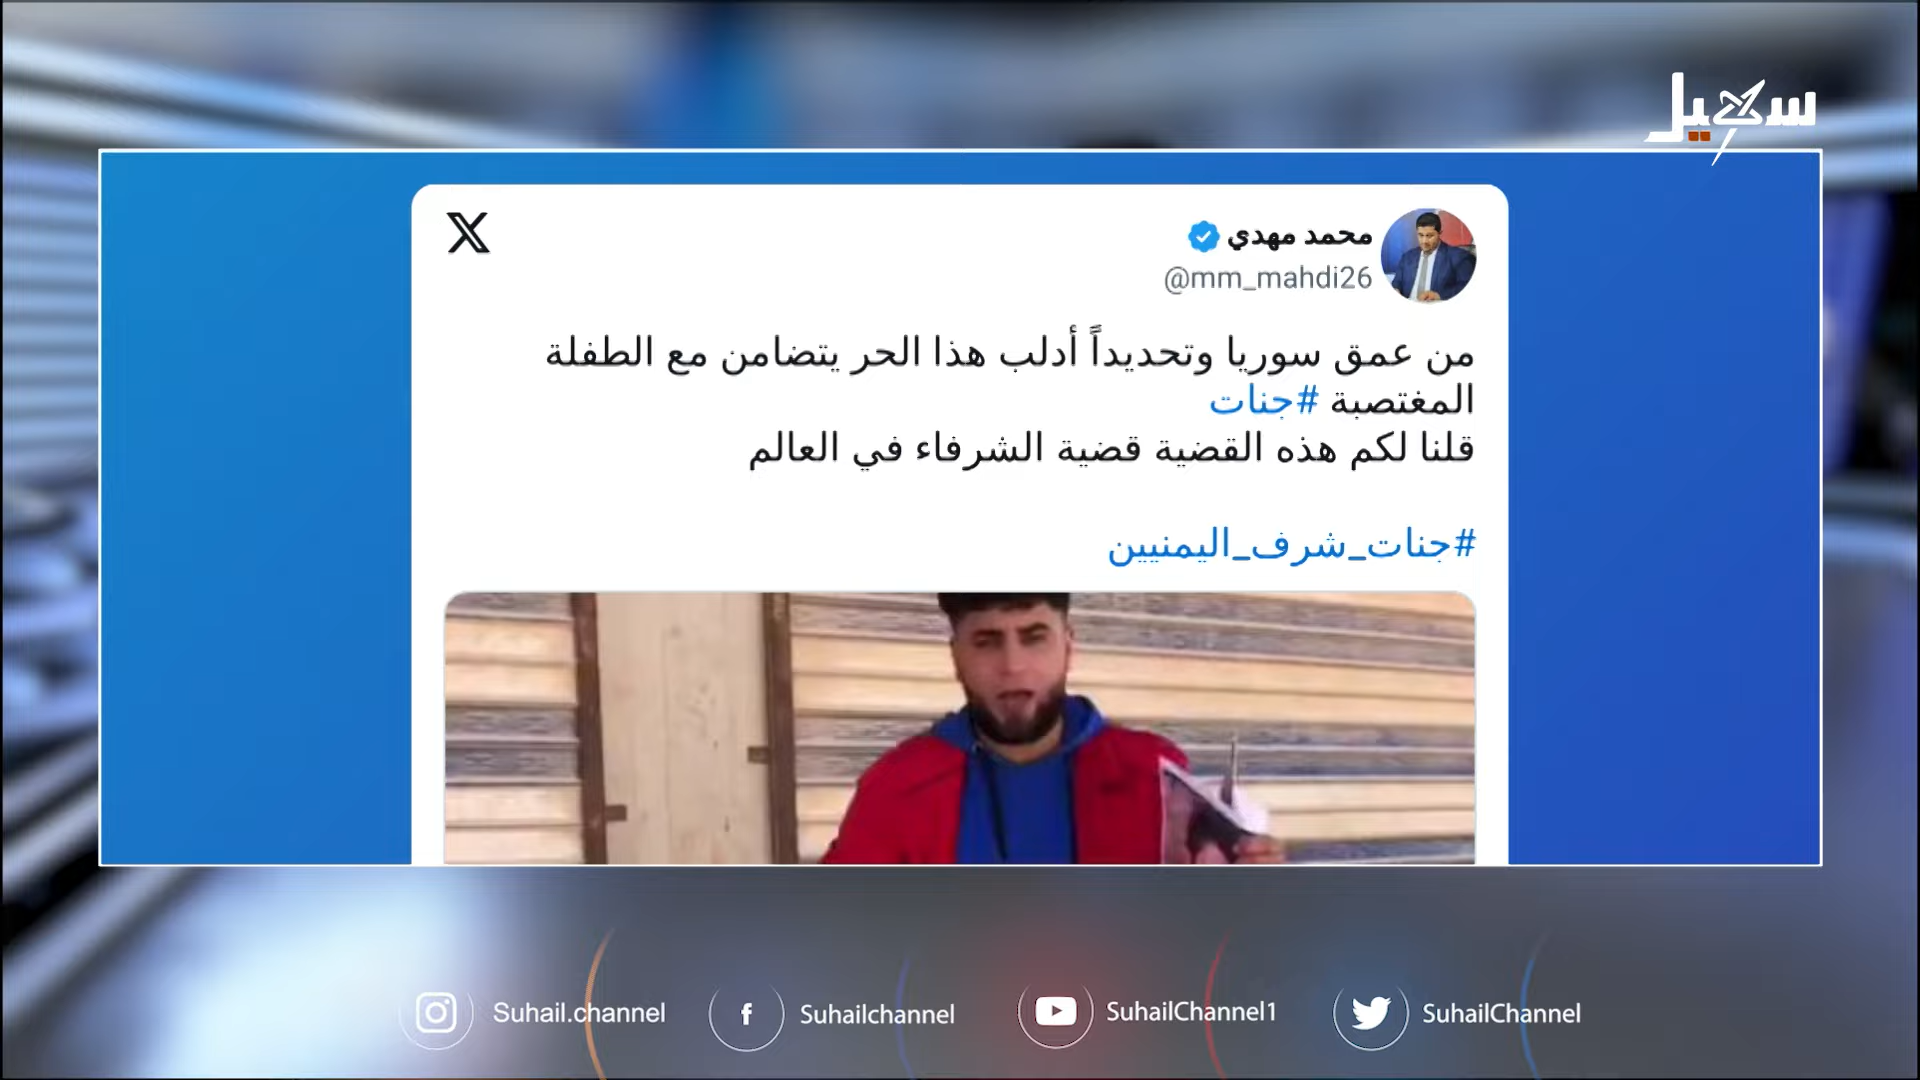 سهيل
محمد مهدي
@mm_mahdi26
من عمق سوريا وتحديداً أدلب هذا الحر يتضامن مع الطفلة
المغتصبة #جنات
قلنا لكم هذه القضية قضية الشرفاء في العالم
#جنات_شرف_اليمنيين
Suhail.channel
Suhailchannel
SuhailChannel1
SuhailChannel